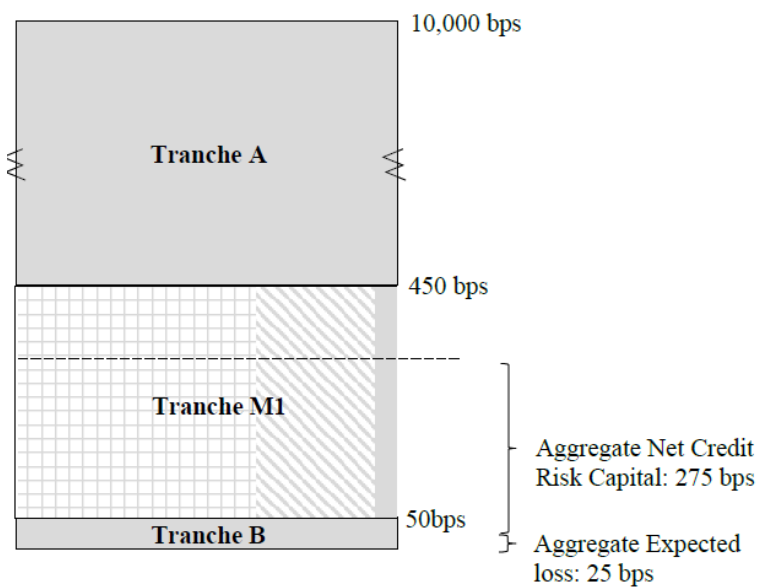 10,000 bps
Tranche A
450 bps
Tranche M1
Aggregate Net Credit
Risk Capital: 275 bps
50bps
Tranche B
Aggregate Expected
loss: 25 bps